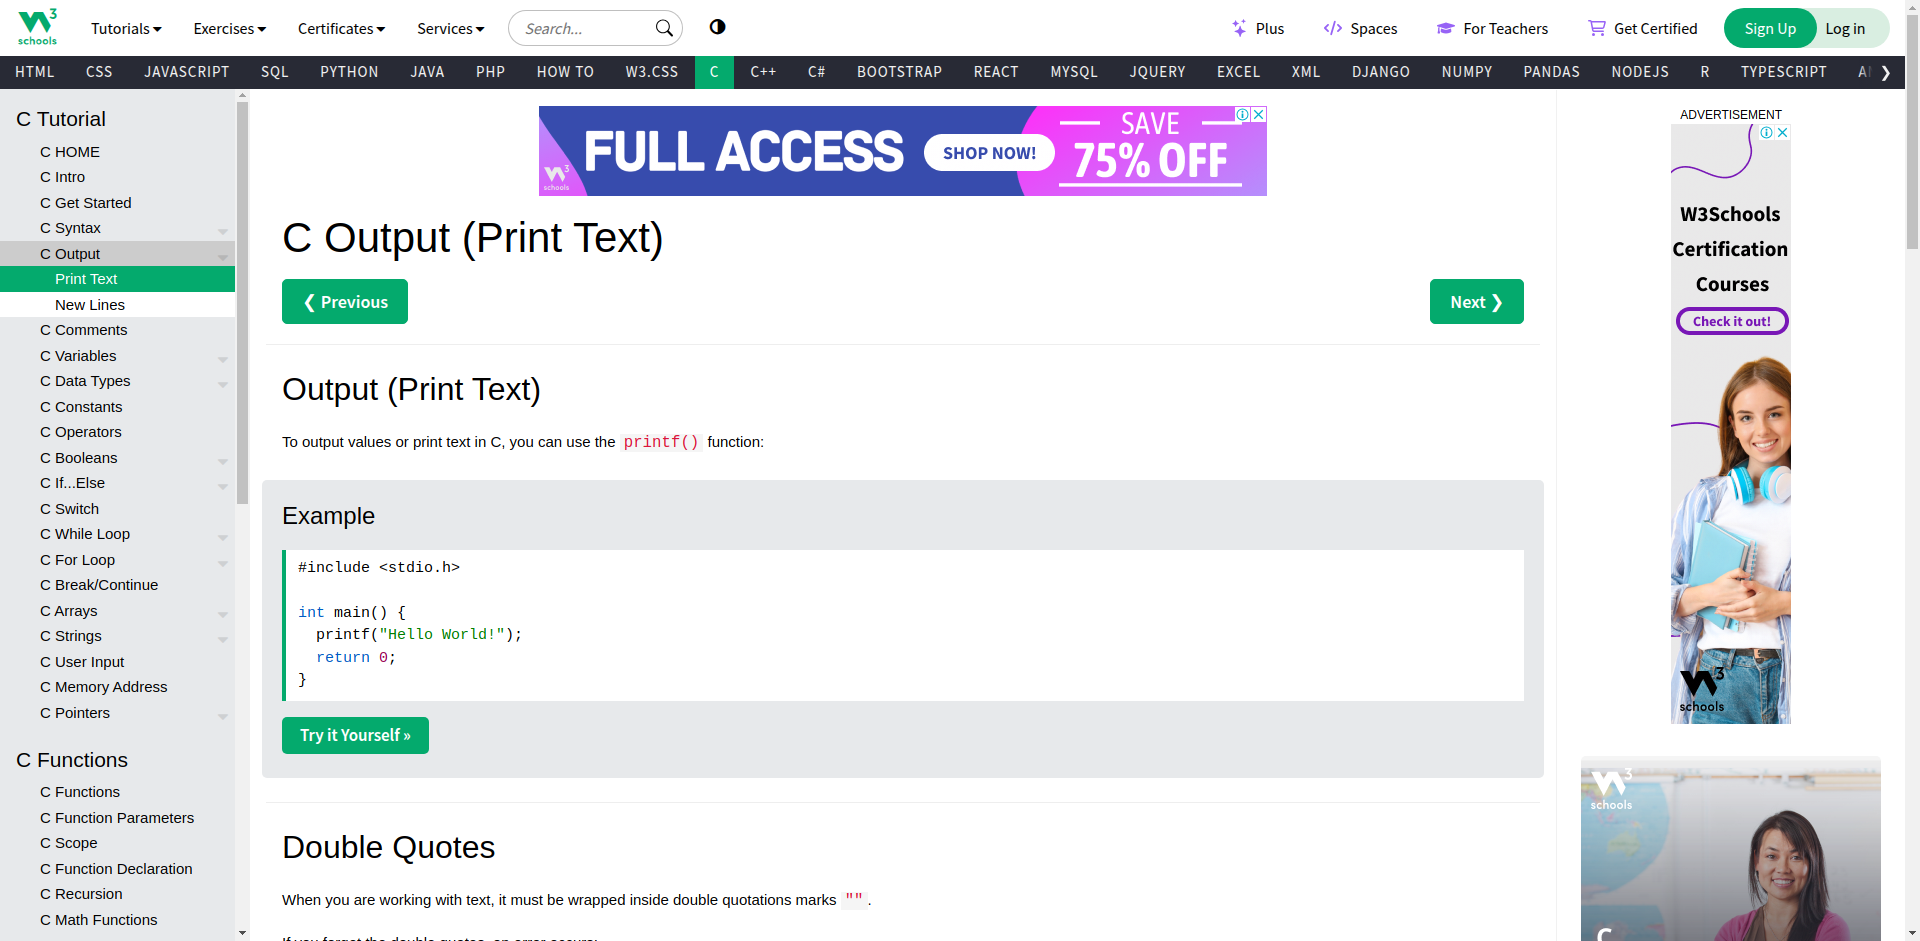 W3 schools
Tutorials Exercises Certificates Services Search... Plus Spaces For Teachers Get Certified Sign Up Log in
HTML CSS JAVASCRIPT SQL PYTHON JAVA PHP HOW TO W3.CSS C C++ C# BOOTSTRAP REACT MYSQL JQUERY EXCEL XML DJANGO NUMPY PANDAS NODEJS R TYPESCRIPT ❯
C Tutorial
C HOME
C Intro
C Get Started
C Syntax
C Output
Print Text
New Lines
C Comments
C Variables
C Data Types
C Constants
C Operators
C Booleans
C If...Else
C Switch
C While Loop
C For Loop
C Break/Continue
C Arrays
C Strings
C User Input
C Memory Address
C Pointers
C Functions
C Functions
C Function Parameters
C Scope
C Function Declaration
C Recursion
C Math Functions
W3 schools
FULL ACCESS SHOP NOW! SAVE 75% OFF
C Output (Print Text)
❮ Previous Next ❯
Output (Print Text)
To output values or print text in C, you can use the printf() function:
Example
#include <stdio.h>
int main() {
printf("Hello World!");
return 0;
}
Try it Yourself »
Double Quotes
When you are working with text, it must be wrapped inside double quotations marks "" .
ADVERTISEMENT
W3Schools
Certification
Courses
Check it out!
W3 schools
W3 schools
C